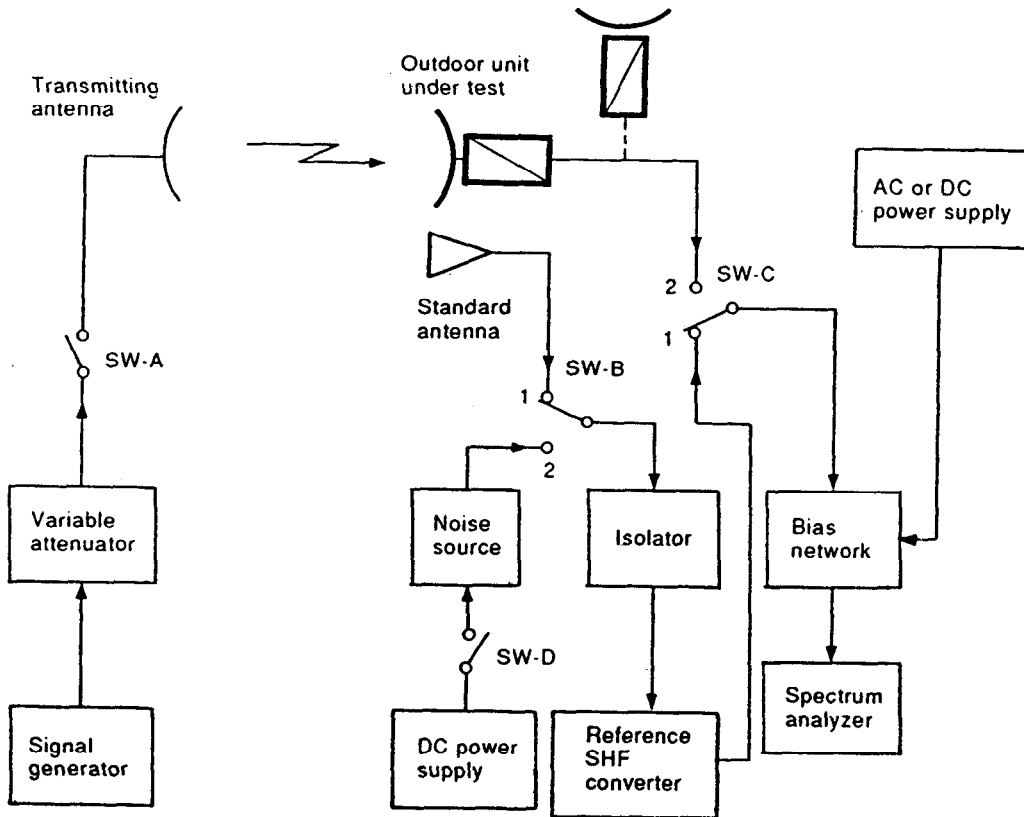 Transmitting
antenna
Outdoor unit
under test
AC or DC
power supply
Standard
antenna
SW-A
SW-B
1
2
SW-C
2
1
Variable
attenuator
Noise
source
Isolator
Bias
network
SW-D
Signal
generator
DC power
supply
Reference
SHF
converter
Spectrum
analyzer